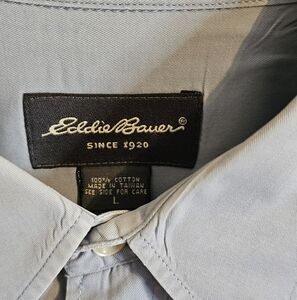 Eddie Bauer®
SINCE 1920
100% COTTON
MADE IN TAIWAN
SEE SIDE FOR CARE
L